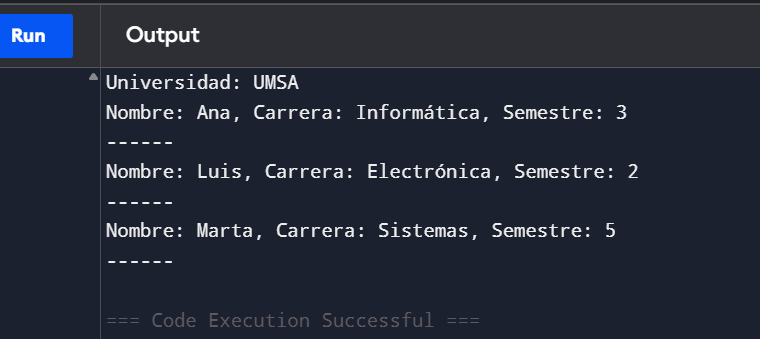 Run
Output
Universidad: UMSA
Nombre: Ana, Carrera: Informática, Semestre: 3
------
Nombre: Luis, Carrera: Electrónica, Semestre: 2
------
Nombre: Marta, Carrera: Sistemas, Semestre: 5
------
=== Code Execution Successful ===